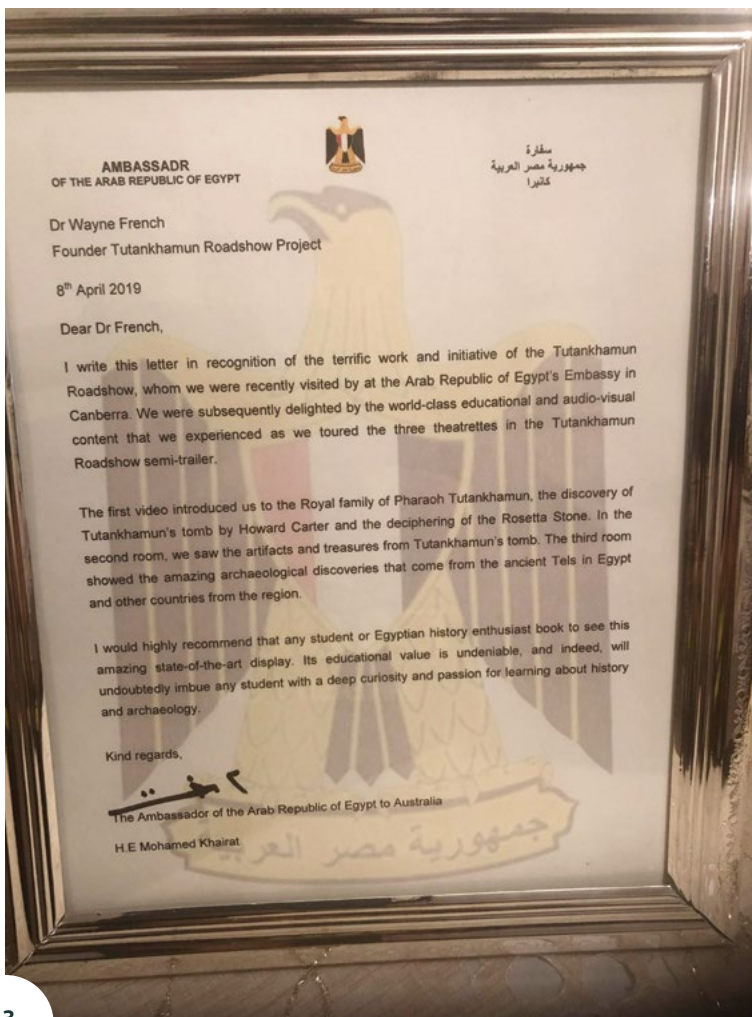 AMBASSADR
OF THE ARAB REPUBLIC OF EGYPT
سفارة
جمهورية مصر العربية
كانبرا
Dr Wayne French
Founder Tutankhamun Roadshow Project
8th April 2019
Dear Dr French,
I write this letter in recognition of the terrific work and initiative of the Tutankhamun
Roadshow, whom we were recently visited by at the Arab Republic of Egypt's Embassy in
Canberra. We were subsequently delighted by the world-class educational and audio-visual
content that we experienced as we toured the three theatrettes in the Tutankhamun
Roadshow semi-trailer.
The first video introduced us to the Royal family of Pharaoh Tutankhamun, the discovery of
Tutankhamun's tomb by Howard Carter and the deciphering of the Rosetta Stone. In the
second room, we saw the artifacts and treasures from Tutankhamun's tomb. The third room
showed the amazing archaeological discoveries that come from the ancient Tels in Egypt
and other countries from the region.
I would highly recommend that any student or Egyptian history enthusiast book to see this
amazing state-of-the-art display. Its educational value is undeniable, and indeed, will
undoubtedly imbue any student with a deep curiosity and passion for learning about history
and archaeology.
Kind regards,
The Ambassador of the Arab Republic of Egypt to Australia
H.E Mohamed Khairat
جمهورية مصر العربية